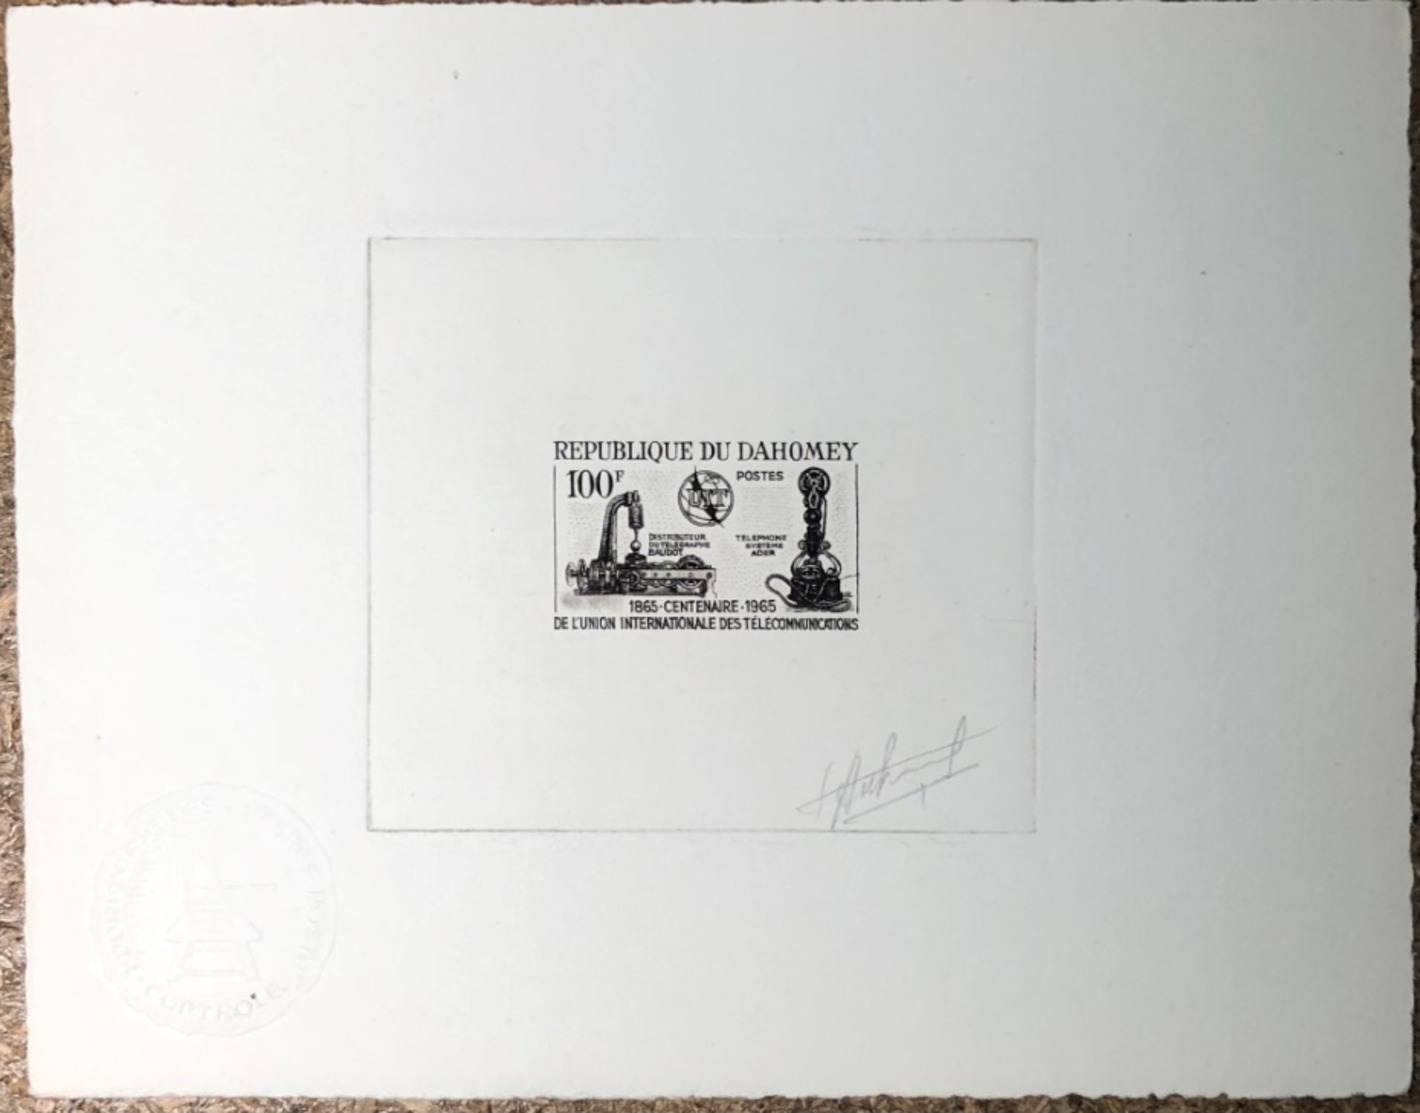 REPUBLIQUE DU DAHOMEY
100F
POSTES
UIT
DISTRIBUTEUR
DU TELEGRAPHE
BAUDOT
TELEPHONE
SYSTEME
ADER
1865·CENTENAIRE·1965
DE L'UNION INTERNATIONALE DES TÉLÉCOMMUNICATIONS
CONTROLE